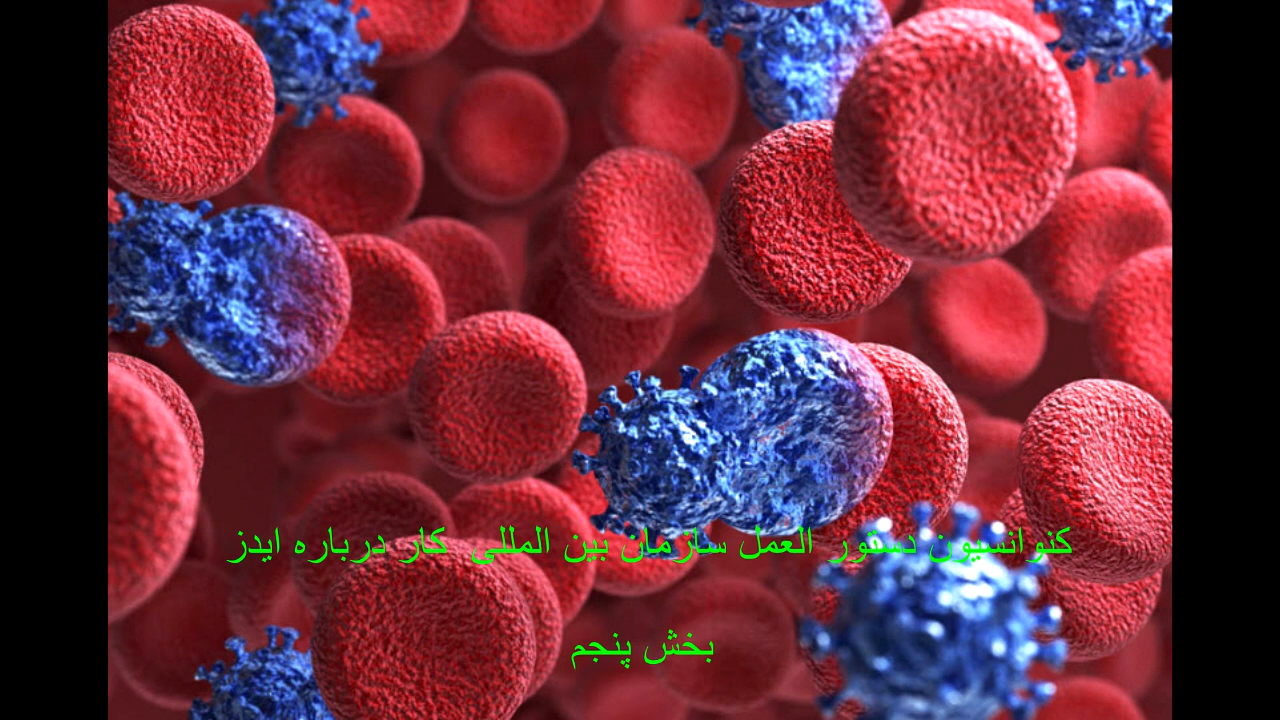 کنوانسیون دستور العمل سازمان بین المللی کار درباره ایدز
بخش پنجم